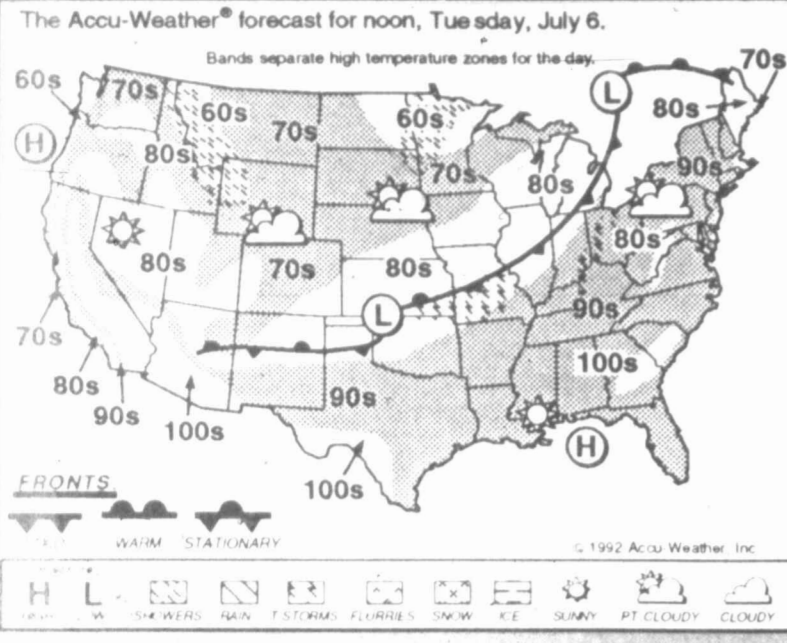 The Accu-Weather® forecast for noon, Tuesday, July 6.
Bands separate high temperature zones for the day.
70s
60s
70s
60s
70s
60s
80s
H
80s
70s
90s
80s
L
80s
80s
70s
80s
90s
L
70s
100s
80s
90s
90s
100s
100s
H
FRONTS
WARM STATIONARY
© 1992 Accu-Weather, Inc
H L
SHOWERS RAIN T STORMS FLURRIES SNOW ICE SUNNY PT CLOUDY CLOUDY